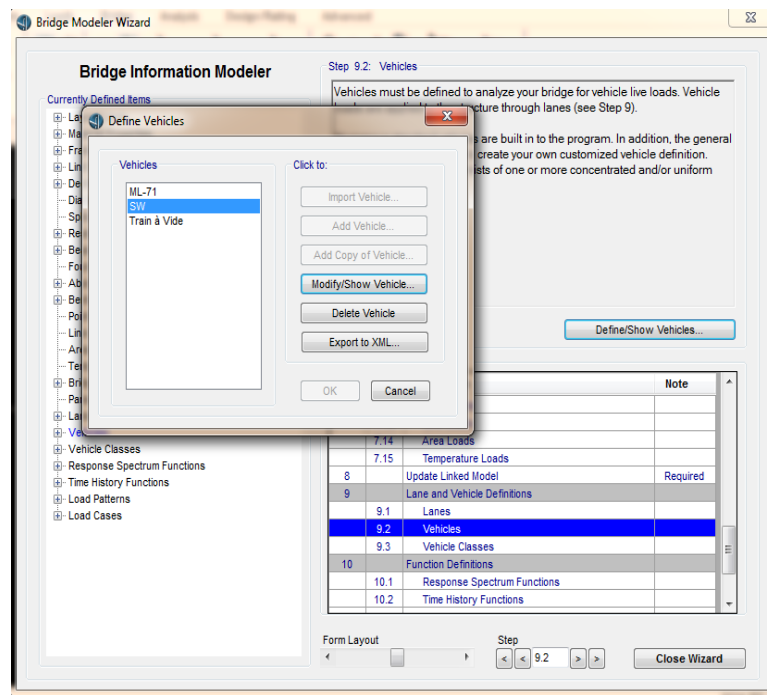 Bridge Modeler Wizard
Bridge Information Modeler
Currently Defined Items
Step 9.2: Vehicles
Vehicles must be defined to analyze your bridge for vehicle live loads. Vehicle
structure through lanes (see Step 9).
are built in to the program. In addition, the general
create your own customized vehicle definition.
of one or more concentrated and/or uniform
Define Vehicles
Vehicles
ML-71
SW
Train à Vide
Click to:
Import Vehicle...
Add Vehicle...
Add Copy of Vehicle...
Modify/Show Vehicle...
Delete Vehicle
Export to XML...
OK
Cancel
Define/Show Vehicles...
Vehicle Classes
Response Spectrum Functions
Time History Functions
Load Patterns
Load Cases
Note
7.14 Area Loads
7.15 Temperature Loads
8 Update Linked Model Required
9 Lane and Vehicle Definitions
9.1 Lanes
9.2 Vehicles
9.3 Vehicle Classes
10 Function Definitions
10.1 Response Spectrum Functions
10.2 Time History Functions
Form Layout
Step
< < 9.2 > >
Close Wizard